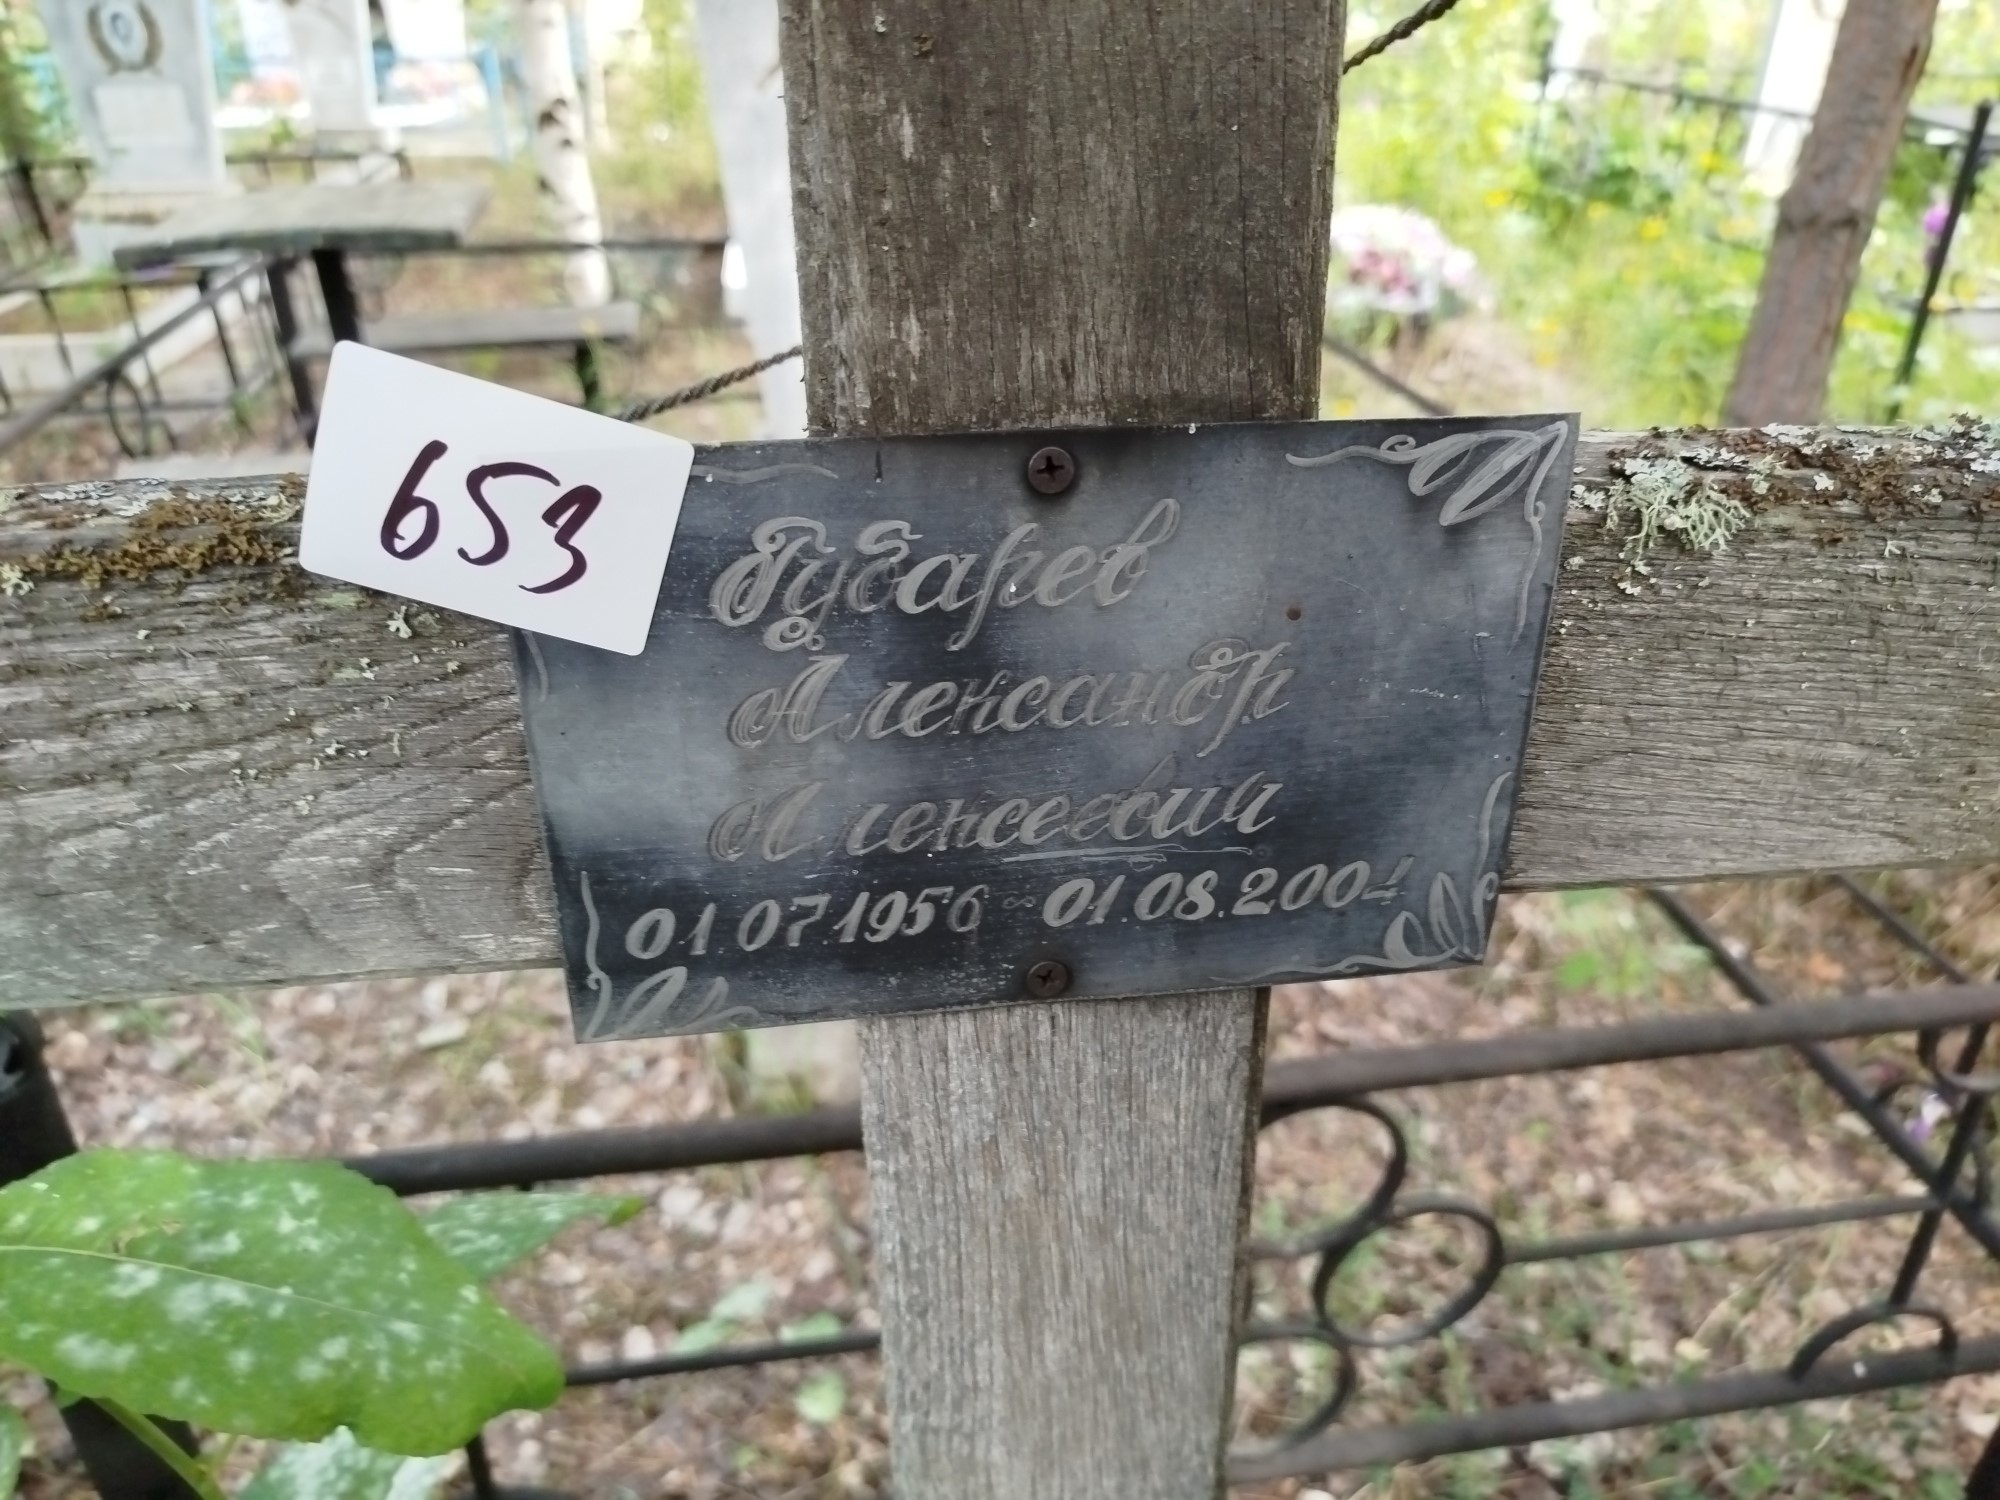 653
Губарев
Александр
Алексеевич
01.07.1956 ~ 01.08.2004